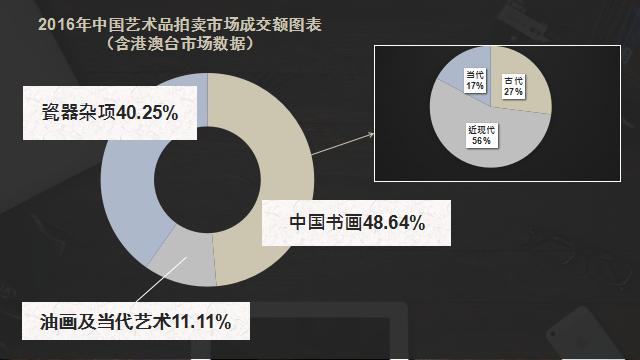 2016年中国艺术品拍卖市场成交额图表
（含港澳台市场数据）
瓷器杂项40.25%
中国书画48.64%
油画及当代艺术11.11%
当代
17%
古代
27%
近现代
56%